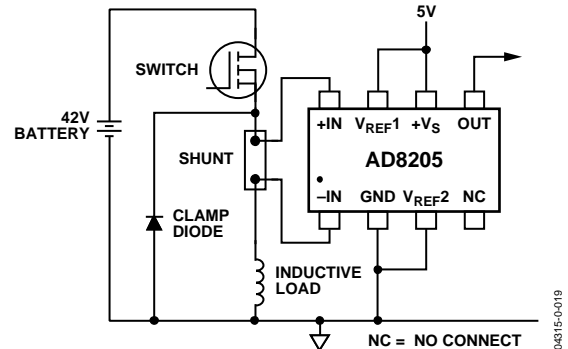 5V
SWITCH
42V
BATTERY
+IN VREF1 +VS OUT
SHUNT
AD8205
–IN GND VREF2 NC
CLAMP
DIODE
INDUCTIVE
LOAD
NC = NO CONNECT
04315-0-019